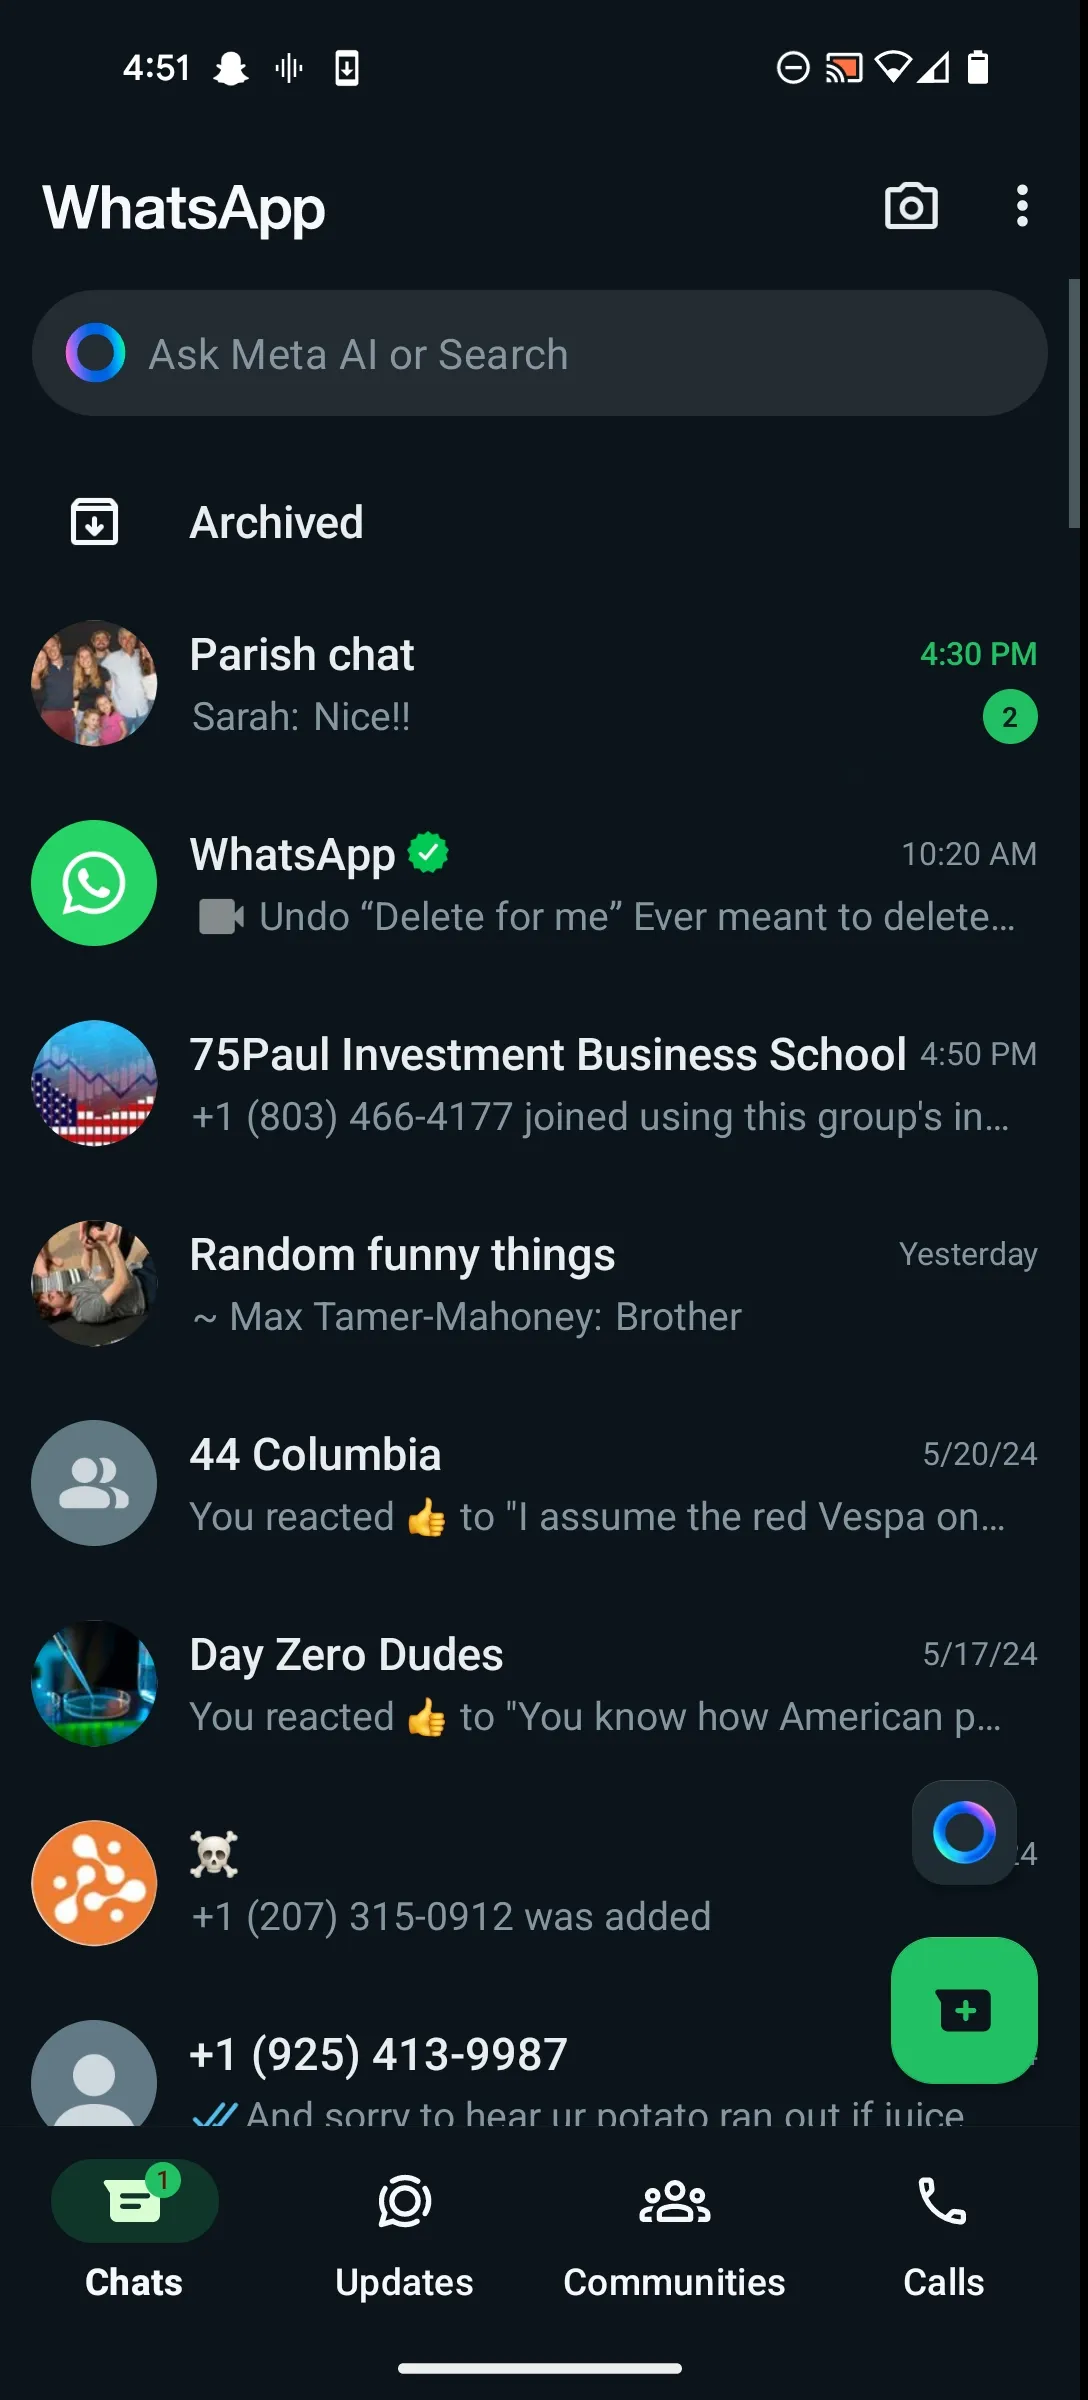 4:51
WhatsApp
Ask Meta AI or Search
Archived
Parish chat 4:30 PM
Sarah: Nice!! 2
WhatsApp 10:20 AM
Undo “Delete for me” Ever meant to delete...
75Paul Investment Business School 4:50 PM
+1 (803) 466-4177 joined using this group's in...
Random funny things Yesterday
~ Max Tamer-Mahoney: Brother
44 Columbia 5/20/24
You reacted 👍 to "I assume the red Vespa on...
Day Zero Dudes 5/17/24
You reacted 👍 to "You know how American p...
☠️ 24
+1 (207) 315-0912 was added
+1 (925) 413-9987
And sorry to hear ur potato ran out if juice
1
Chats Updates Communities Calls